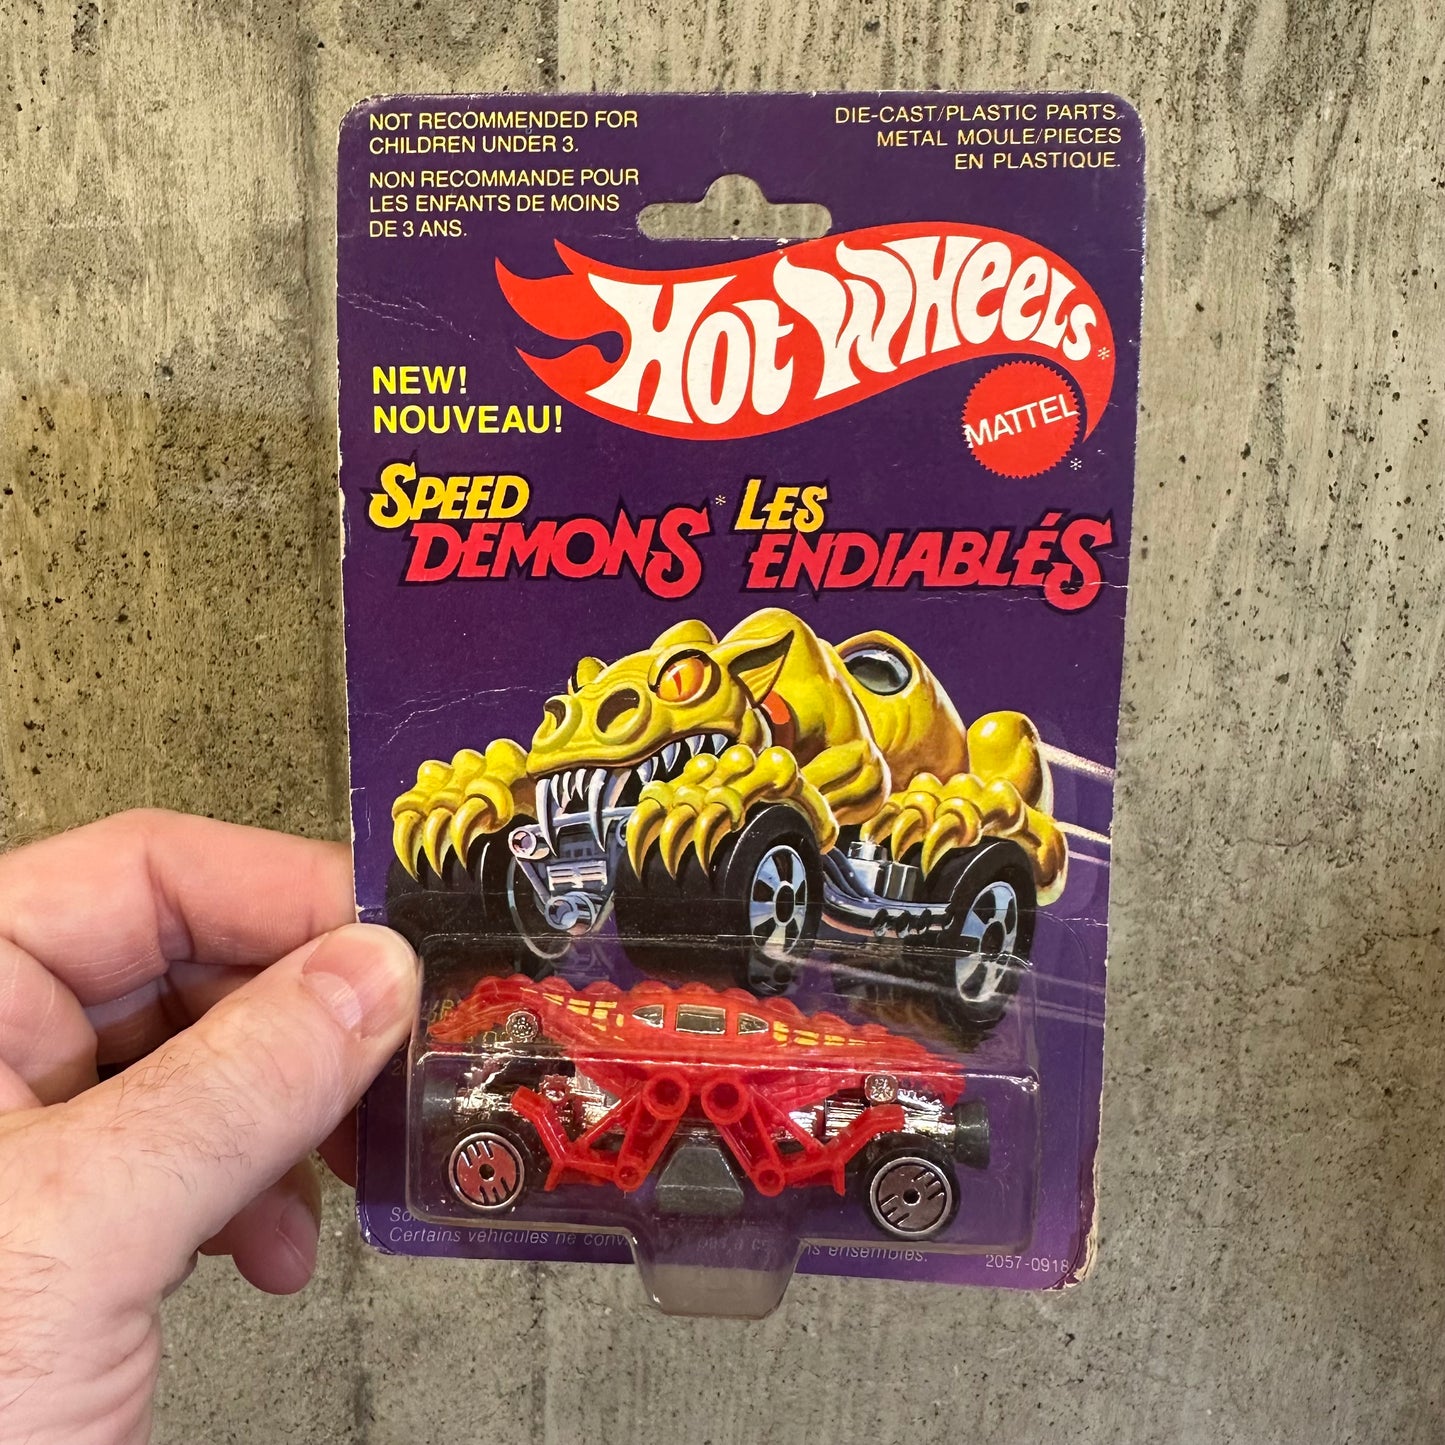 NOT RECOMMENDED FOR
CHILDREN UNDER 3.
NON RECOMMANDE POUR
LES ENFANTS DE MOINS
DE 3 ANS.
DIE-CAST/PLASTIC PARTS.
METAL MOULE/PIECES
EN PLASTIQUE.
HOT WHEELS*
MATTEL*
NEW!
NOUVEAU!
SPEED DEMONS*
LES ENDIABLÉS
Certains véhicules ne
ensembles.
2057-0918